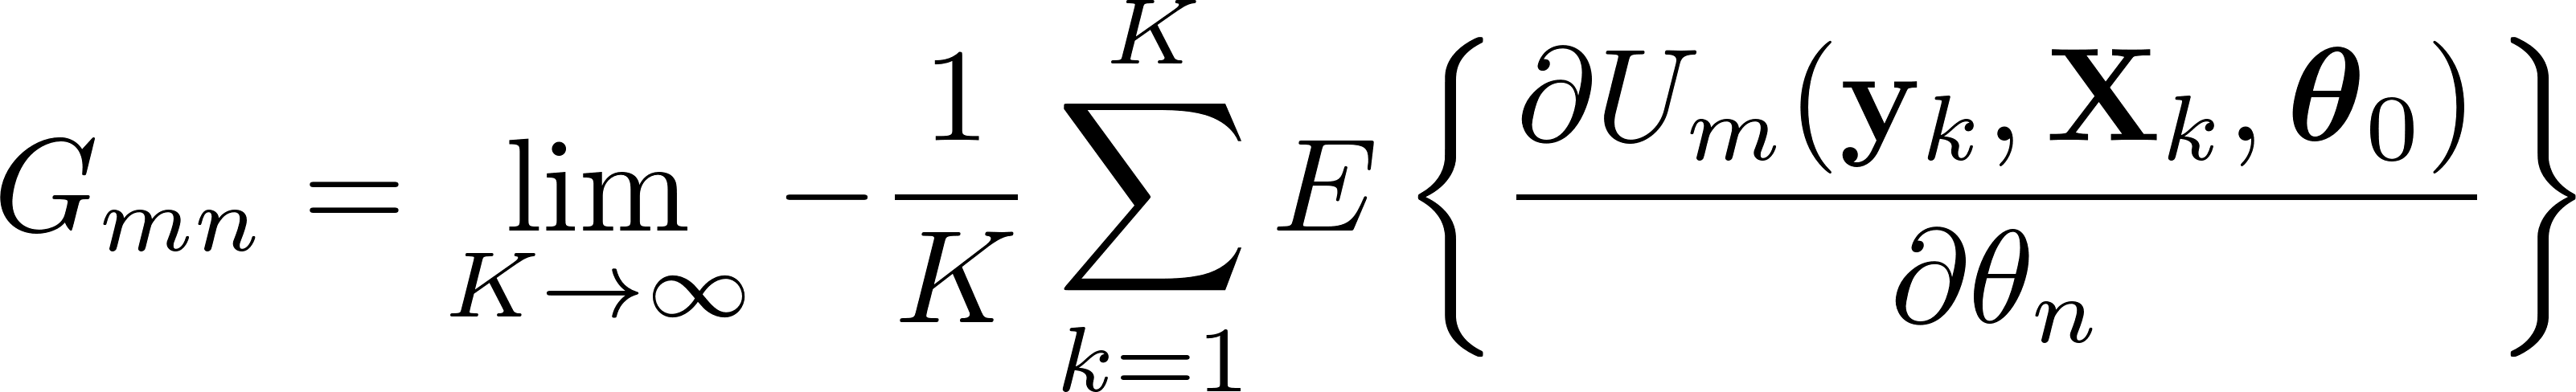 G_{mn} = \lim_{K \to \infty} -\frac{1}{K} \sum_{k=1}^{K} E \left\{ \frac{\partial U_m(\mathbf{y}_k, \mathbf{X}_k, \boldsymbol{\theta}_0)}{\partial \theta_n} \right\}